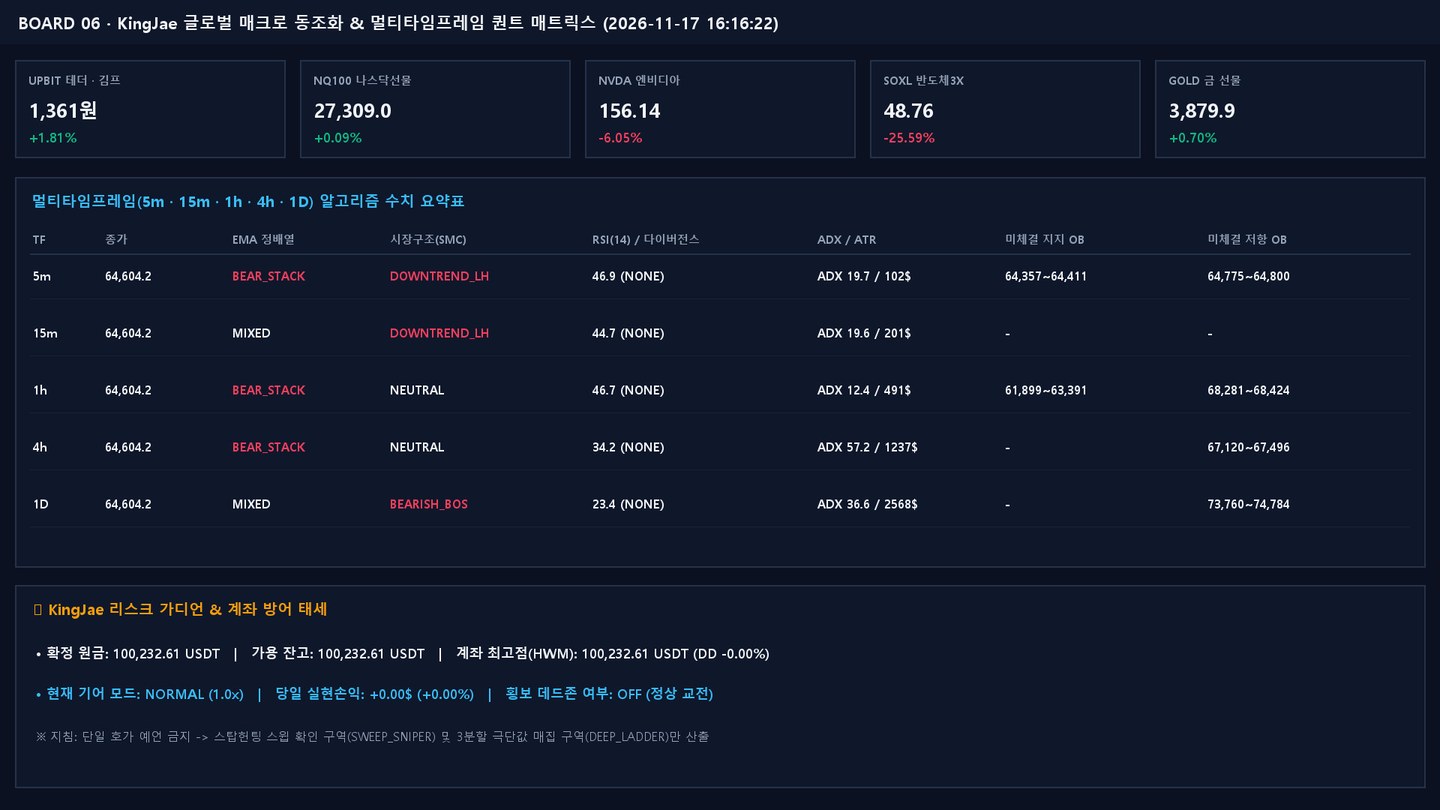 BOARD 06 · KingJae 글로벌 매크로 동조화 & 멀티타임프레임 퀀트 매트릭스 (2026-11-17 16:16:22)
UPBIT 테더 · 김프
1,361원
+1.81%
NQ100 나스닥선물
27,309.0
+0.09%
NVDA 엔비디아
156.14
-6.05%
SOXL 반도체3X
48.76
-25.59%
GOLD 금 선물
3,879.9
+0.70%
멀티타임프레임(5m · 15m · 1h · 4h · 1D) 알고리즘 수치 요약표
TF 종가 EMA 정배열 시장구조(SMC) RSI(14) / 다이버전스 ADX / ATR 미체결 지지 OB 미체결 저항 OB
5m 64,604.2 BEAR_STACK DOWNTREND_LH 46.9 (NONE) ADX 19.7 / 102$ 64,357~64,411 64,775~64,800
15m 64,604.2 MIXED DOWNTREND_LH 44.7 (NONE) ADX 19.6 / 201$ - -
1h 64,604.2 BEAR_STACK NEUTRAL 46.7 (NONE) ADX 12.4 / 491$ 61,899~63,391 68,281~68,424
4h 64,604.2 BEAR_STACK NEUTRAL 34.2 (NONE) ADX 57.2 / 1237$ - 67,120~67,496
1D 64,604.2 MIXED BEARISH_BOS 23.4 (NONE) ADX 36.6 / 2568$ - 73,760~74,784
KingJae 리스크 가디언 & 계좌 방어 태세
• 확정 원금: 100,232.61 USDT | 가용 잔고: 100,232.61 USDT | 계좌 최고점(HWM): 100,232.61 USDT (DD -0.00%)
• 현재 기어 모드: NORMAL (1.0x) | 당일 실현손익: +0.00$ (+0.00%) | 횡보 데드존 여부: OFF (정상 교전)
※ 지침: 단일 호가 예언 금지 -> 스탑헌팅 스윕 확인 구역(SWEEP_SNIPER) 및 3분할 극단값 매집 구역(DEEP_LADDER)만 산출